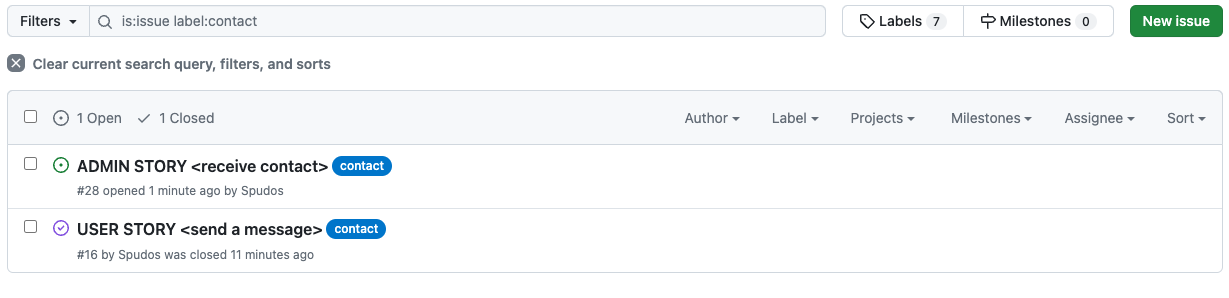 Filters is:issue label:contact Labels 7 Milestones 0 New issue
Clear current search query, filters, and sorts
1 Open 1 Closed Author Label Projects Milestones Assignee Sort
ADMIN STORY <receive contact> contact
#28 opened 1 minute ago by Spudos
USER STORY <send a message> contact
#16 by Spudos was closed 11 minutes ago